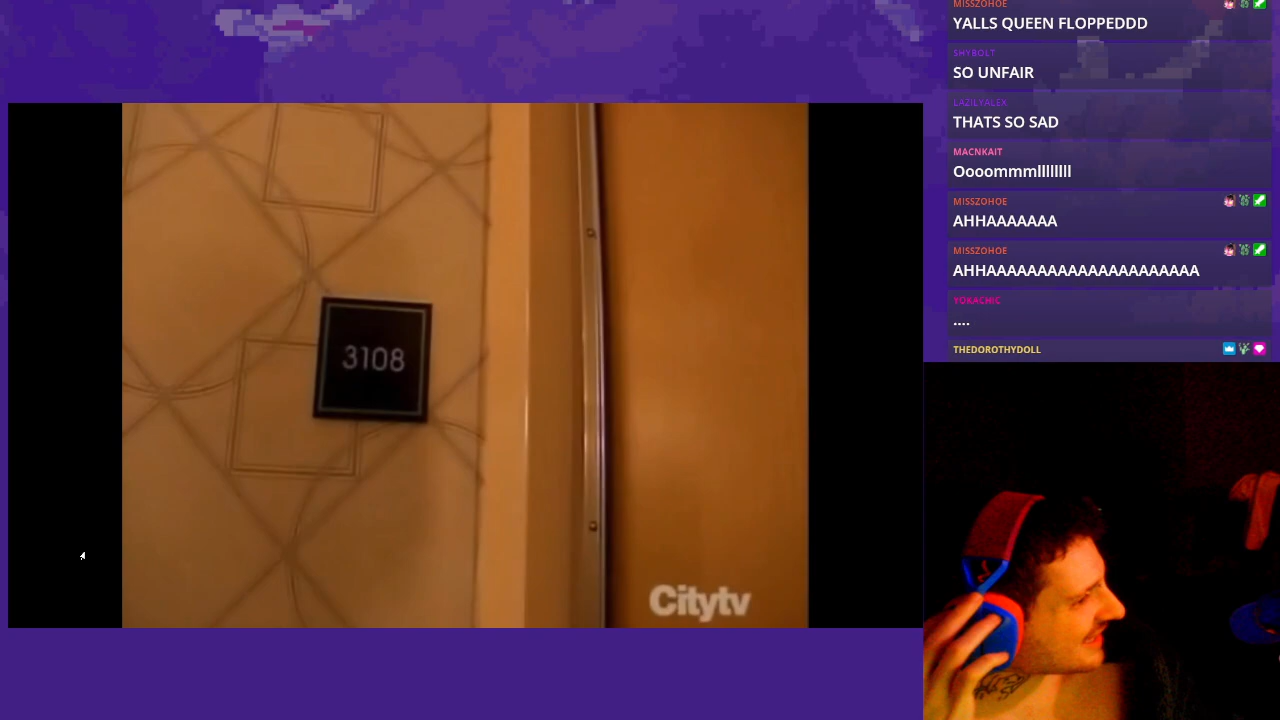 MISSZOHOE
YALLS QUEEN FLOPPEDDD
SHYBOLT
SO UNFAIR
LAZILYALEX
THATS SO SAD
MACNKAIT
Oooommmllllllll
MISSZOHOE
AHHAAAAAAA
MISSZOHOE
AHHAAAAAAAAAAAAAAAAAAAAA
YOKACHIC
....
THEDOROTHYDOLL
3108
Citytv